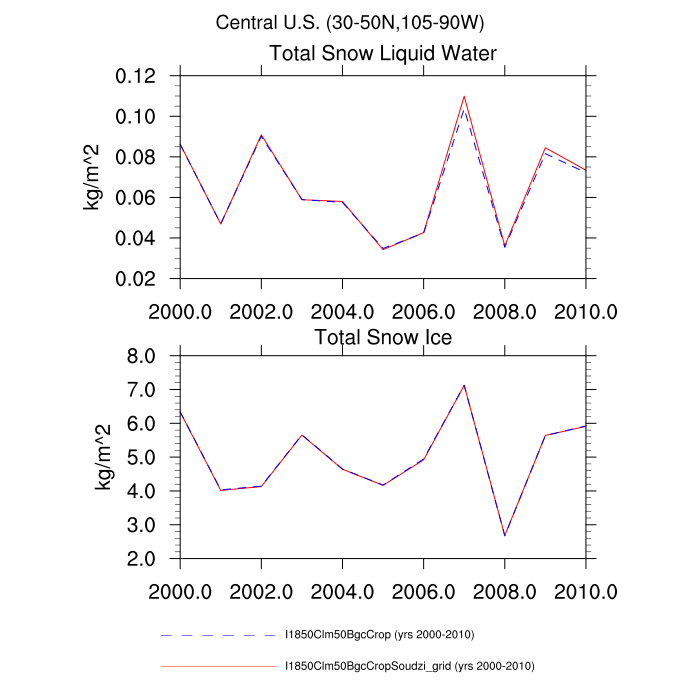 Central U.S. (30-50N,105-90W)
Total Snow Liquid Water
0.12
0.10
0.08
0.06
0.04
0.02
kg/m^2
2000.0 2002.0 2004.0 2006.0 2008.0 2010.0
Total Snow Ice
8.0
7.0
6.0
5.0
4.0
3.0
2.0
kg/m^2
2000.0 2002.0 2004.0 2006.0 2008.0 2010.0
I1850Clm50BgcCrop (yrs 2000-2010)
I1850Clm50BgcCropSoudzi_grid (yrs 2000-2010)